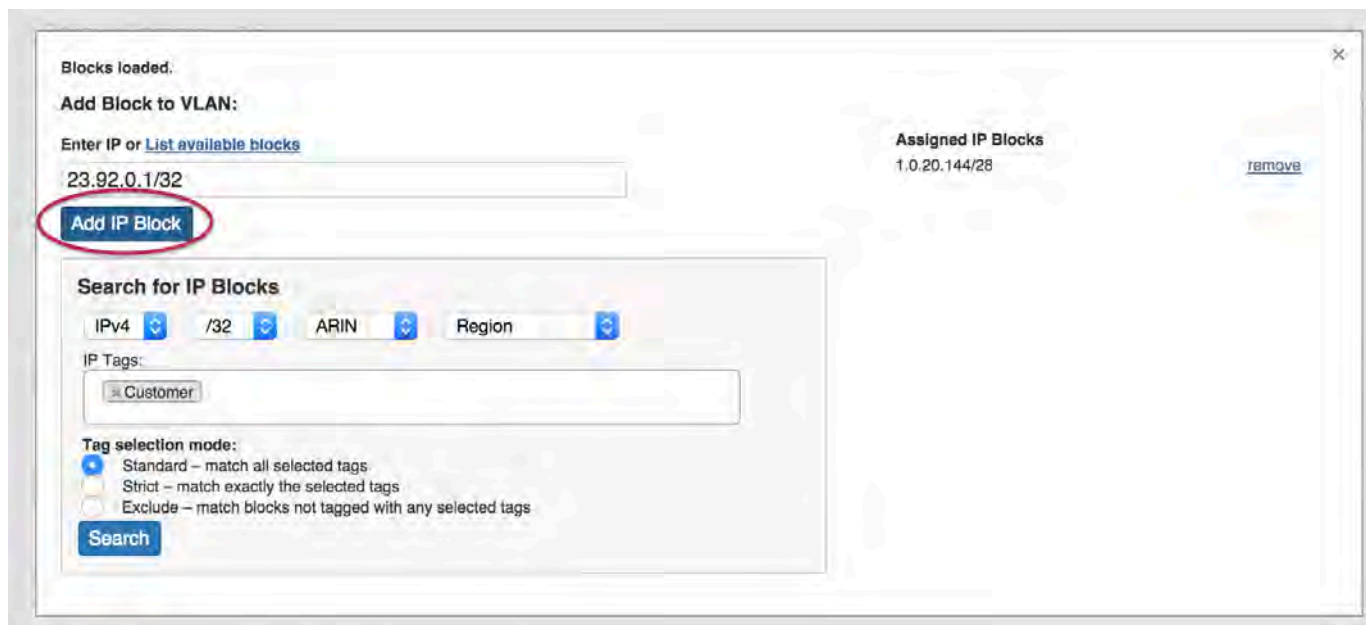 Blocks loaded.
Add Block to VLAN:
Enter IP or List available blocks
23.92.0.1/32
Add IP Block
Assigned IP Blocks
1.0.20.144/28 remove
Search for IP Blocks
IPv4 /32 ARIN Region
IP Tags:
× Customer
Tag selection mode:
Standard – match all selected tags
Strict – match exactly the selected tags
Exclude – match blocks not tagged with any selected tags
Search